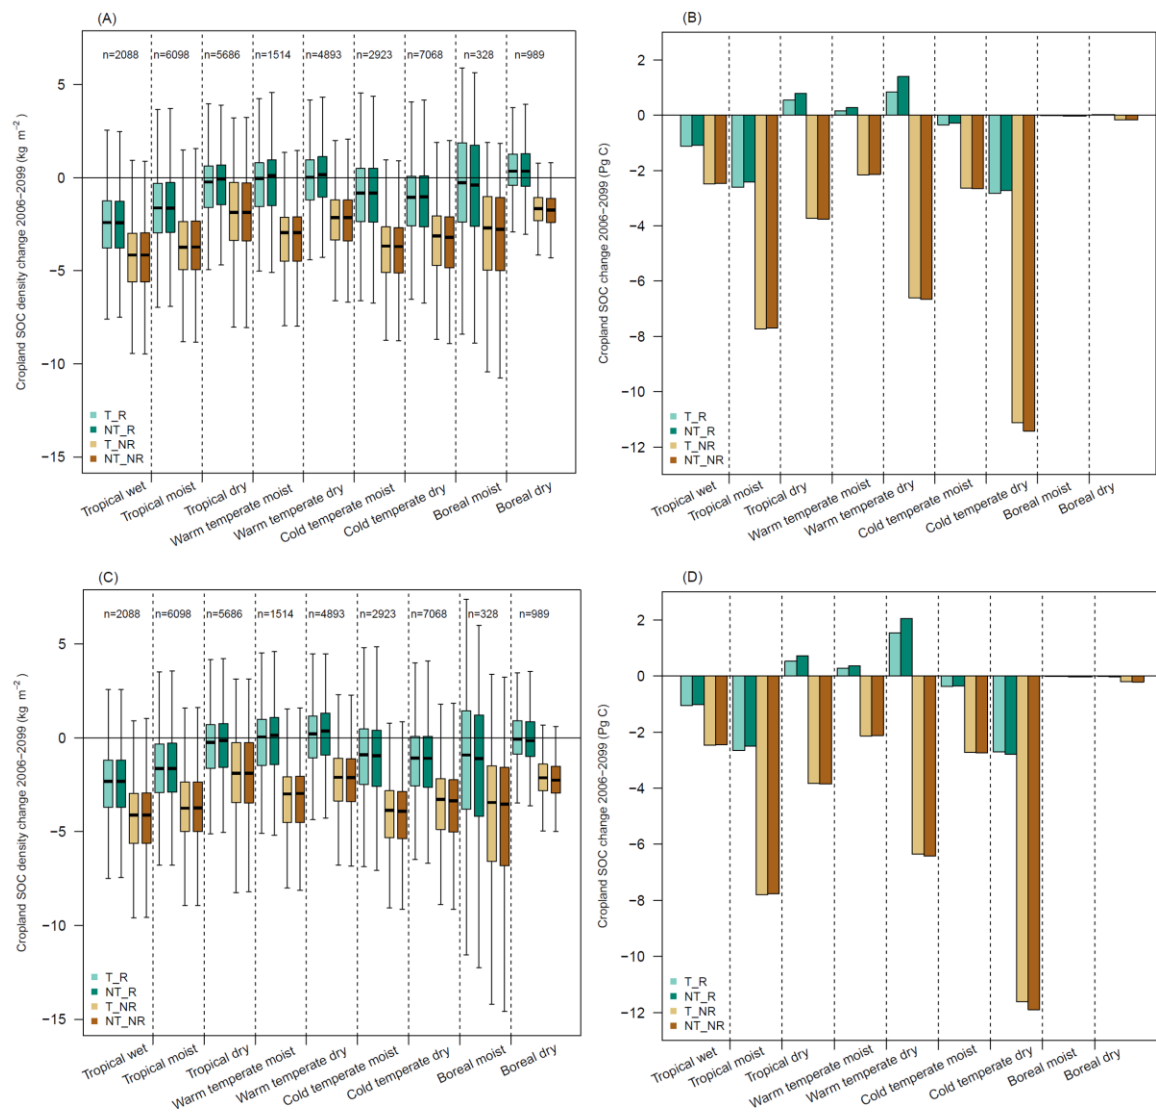 (A)
n=2088 n=6098 n=5686 n=1514 n=4893 n=2923 n=7068 n=328 n=989
Cropland SOC density change 2006−2099 (kg m⁻²)
5
0
−5
−10
−15
T_R
NT_R
T_NR
NT_NR
Tropical wet
Tropical moist
Tropical dry
Warm temperate moist
Warm temperate dry
Cold temperate moist
Cold temperate dry
Boreal moist
Boreal dry
(B)
Cropland SOC change 2006−2099 (Pg C)
2
0
−2
−4
−6
−8
−10
−12
T_R
NT_R
T_NR
NT_NR
Tropical wet
Tropical moist
Tropical dry
Warm temperate moist
Warm temperate dry
Cold temperate moist
Cold temperate dry
Boreal moist
Boreal dry
(C)
n=2088 n=6098 n=5686 n=1514 n=4893 n=2923 n=7068 n=328 n=989
Cropland SOC density change 2006−2099 (kg m⁻²)
5
0
−5
−10
−15
T_R
NT_R
T_NR
NT_NR
Tropical wet
Tropical moist
Tropical dry
Warm temperate moist
Warm temperate dry
Cold temperate moist
Cold temperate dry
Boreal moist
Boreal dry
(D)
Cropland SOC change 2006−2099 (Pg C)
2
0
−2
−4
−6
−8
−10
−12
T_R
NT_R
T_NR
NT_NR
Tropical wet
Tropical moist
Tropical dry
Warm temperate moist
Warm temperate dry
Cold temperate moist
Cold temperate dry
Boreal moist
Boreal dry